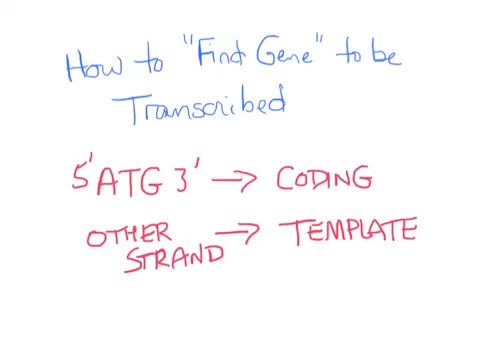 How to "Find Gene" to be
Transcribed
5' ATG 3' → CODING
OTHER → TEMPLATE
STRAND